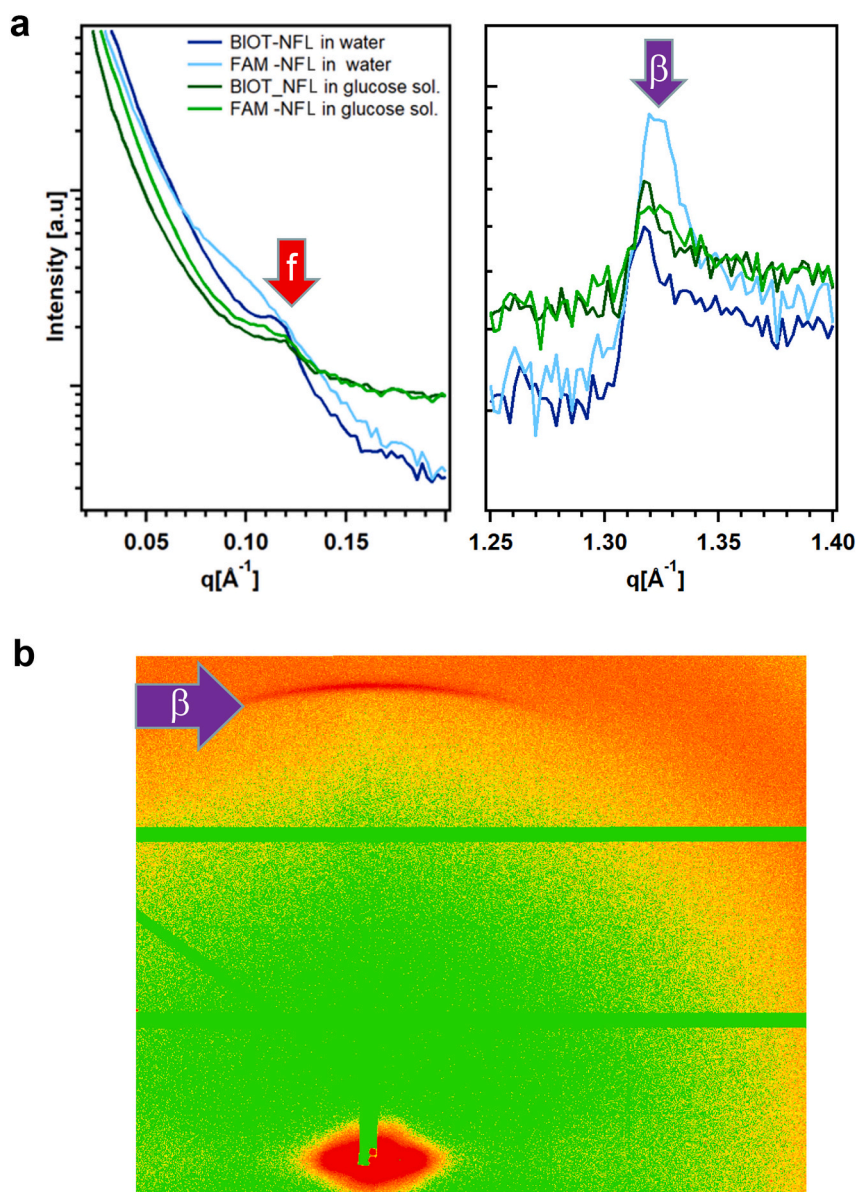 a
BIOT-NFL in water
FAM -NFL in  water
BIOT_NFL in glucose sol.
FAM -NFL in glucose sol.
f
β
Intensity [a.u]
0.05 0.10 0.15
q[Å⁻¹]
1.25 1.30 1.35 1.40
q[Å⁻¹]
b
β